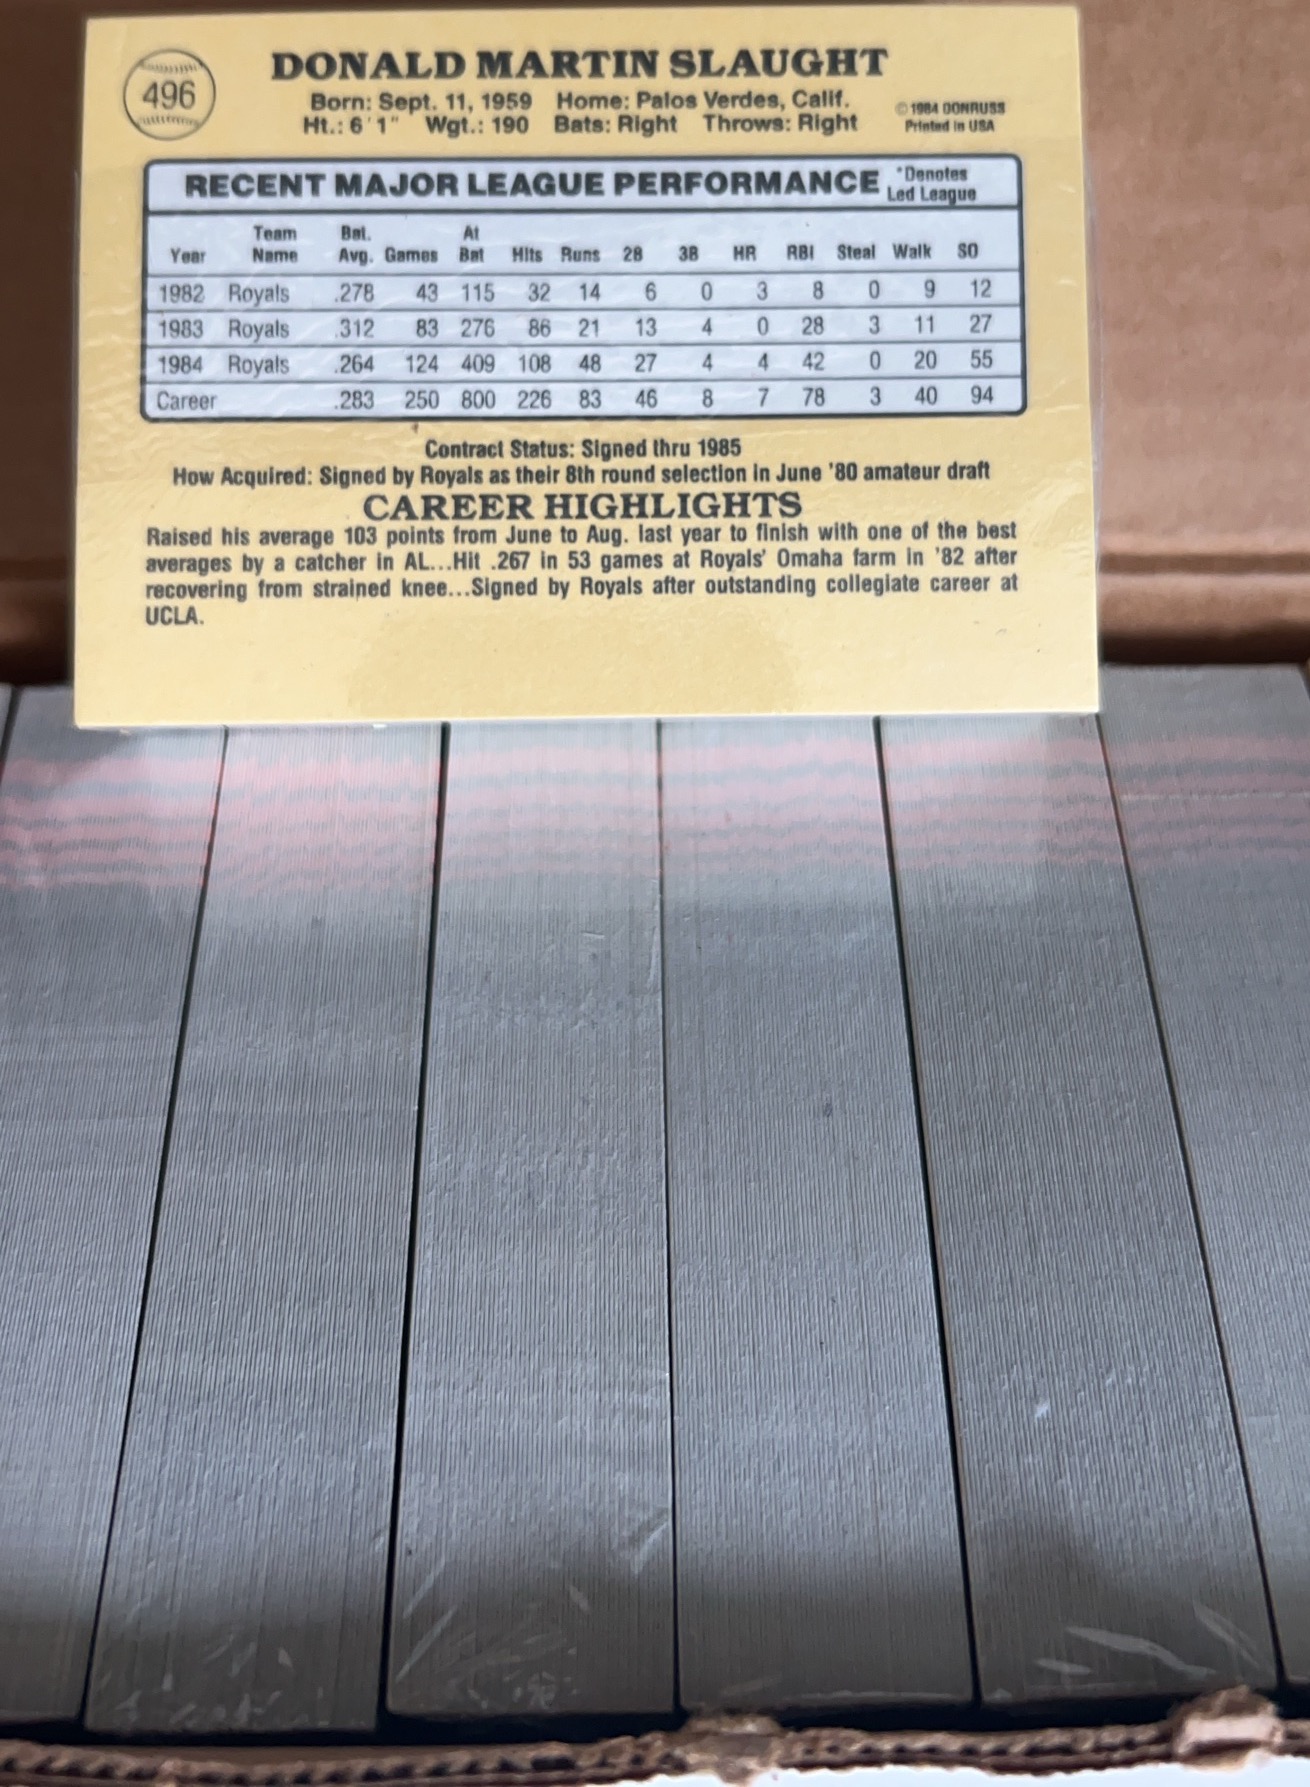 496
DONALD MARTIN SLAUGHT
Born: Sept. 11, 1959 Home: Palos Verdes, Calif.
Ht.: 6'1" Wgt.: 190 Bats: Right Throws: Right
© 1984 DONRUSS
Printed in USA
RECENT MAJOR LEAGUE PERFORMANCE
*Denotes
Led League
Year Team Name Bat. Avg. Games At Bat Hits Runs 2B 3B HR RBI Steal Walk SO
1982 Royals .278 43 115 32 14 6 0 3 8 0 9 12
1983 Royals .312 83 276 86 21 13 4 0 28 3 11 27
1984 Royals .264 124 409 108 48 27 4 4 42 0 20 55
Career .283 250 800 226 83 46 8 7 78 3 40 94
Contract Status: Signed thru 1985
How Acquired: Signed by Royals as their 8th round selection in June '80 amateur draft
CAREER HIGHLIGHTS
Raised his average 103 points from June to Aug. last year to finish with one of the best
averages by a catcher in AL...Hit .267 in 53 games at Royals' Omaha farm in '82 after
recovering from strained knee...Signed by Royals after outstanding collegiate career at
UCLA.